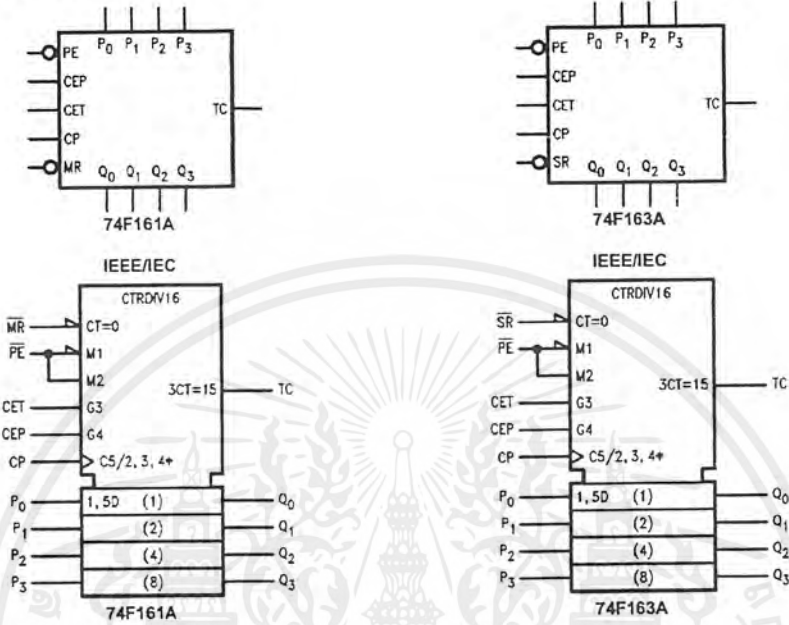 P0 P1 P2 P3
PE
CEP
CET
TC
CP
MR
Q0 Q1 Q2 Q3
74F161A
P0 P1 P2 P3
PE
CEP
CET
TC
CP
SR
Q0 Q1 Q2 Q3
74F163A
IEEE/IEC
CTRDIV16
M̅R̅ CT=0
P̅E̅ M1
M2
3CT=15 TC
CET G3
CEP G4
CP C5/2,3,4+
P0 1,5D (1) Q0
P1 (2) Q1
P2 (4) Q2
P3 (8) Q3
74F161A
IEEE/IEC
CTRDIV16
S̅R̅ CT=0
P̅E̅ M1
M2
3CT=15 TC
CET G3
CEP G4
CP C5/2,3,4+
P0 1,5D (1) Q0
P1 (2) Q1
P2 (4) Q2
P3 (8) Q3
74F163A